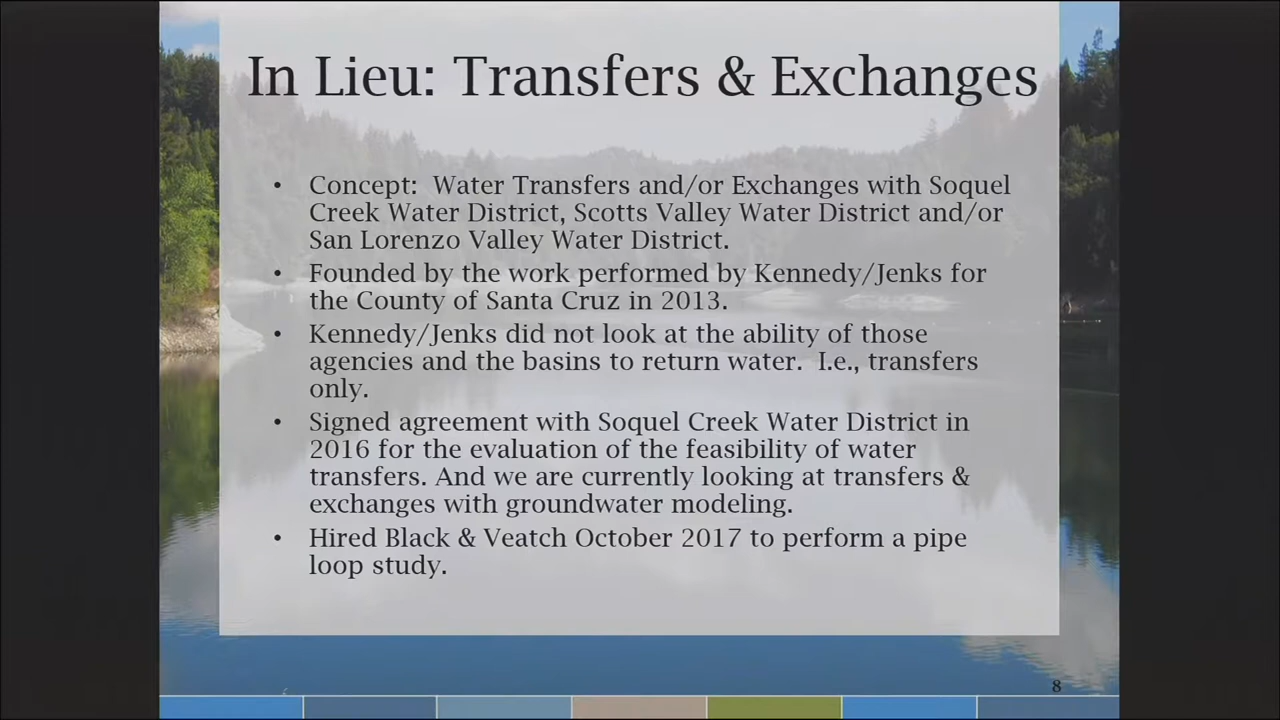 In Lieu: Transfers & Exchanges
• Concept:  Water Transfers and/or Exchanges with Soquel
Creek Water District, Scotts Valley Water District and/or
San Lorenzo Valley Water District.
• Founded by the work performed by Kennedy/Jenks for
the County of Santa Cruz in 2013.
• Kennedy/Jenks did not look at the ability of those
agencies and the basins to return water.  I.e., transfers
only.
• Signed agreement with Soquel Creek Water District in
2016 for the evaluation of the feasibility of water
transfers. And we are currently looking at transfers &
exchanges with groundwater modeling.
• Hired Black & Veatch October 2017 to perform a pipe
loop study.
8